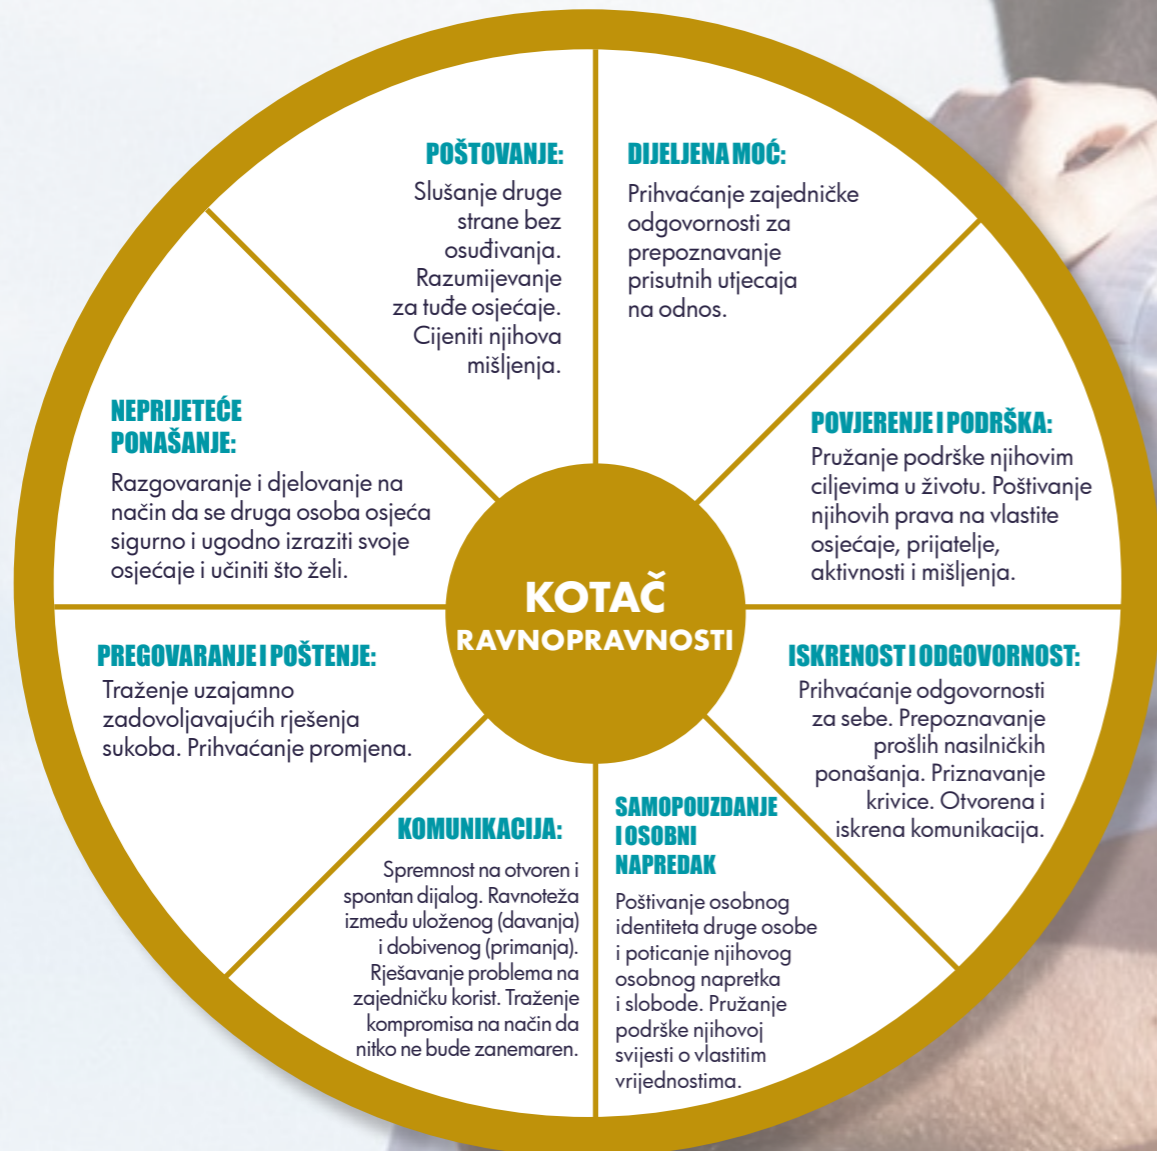 POŠTOVANJE:
Slušanje druge
strane bez
osuđivanja.
Razumijevanje
za tuđe osjećaje.
Cijeniti njihova
mišljenja.
DIJELJENA MOĆ:
Prihvaćanje zajedničke
odgovornosti za
prepoznavanje
prisutnih utjecaja
na odnos.
NEPRIJETEĆE
PONAŠANJE:
Razgovaranje i djelovanje na
način da se druga osoba osjeća
sigurno i ugodno izraziti svoje
osjećaje i učiniti što želi.
POVJERENJE I PODRŠKA:
Pružanje podrške njihovim
ciljevima u životu. Poštivanje
njihovih prava na vlastite
osjećaje, prijatelje,
aktivnosti i mišljenja.
KOTAČ
RAVNOPRAVNOSTI
PREGOVARANJE I POŠTENJE:
Traženje uzajamno
zadovoljavajućih rješenja
sukoba. Prihvaćanje promjena.
ISKRENOST I ODGOVORNOST:
Prihvaćanje odgovornosti
za sebe. Prepoznavanje
prošlih nasilničkih
ponašanja. Priznavanje
krivice. Otvorena i
iskrena komunikacija.
KOMUNIKACIJA:
Spremnost na otvoren i
spontan dijalog. Ravnoteža
između uloženog (davanja)
i dobivenog (primanja).
Rješavanje problema na
zajedničku korist. Traženje
kompromisa na način da
nitko ne bude zanemaren.
SAMOPOUZDANJE
I OSOBNI
NAPREDAK
Poštivanje osobnog
identiteta druge osobe
i poticanje njihovog
osobnog napretka
i slobode. Pružanje
podrške njihovoj
svijesti o vlastitim
vrijednostima.